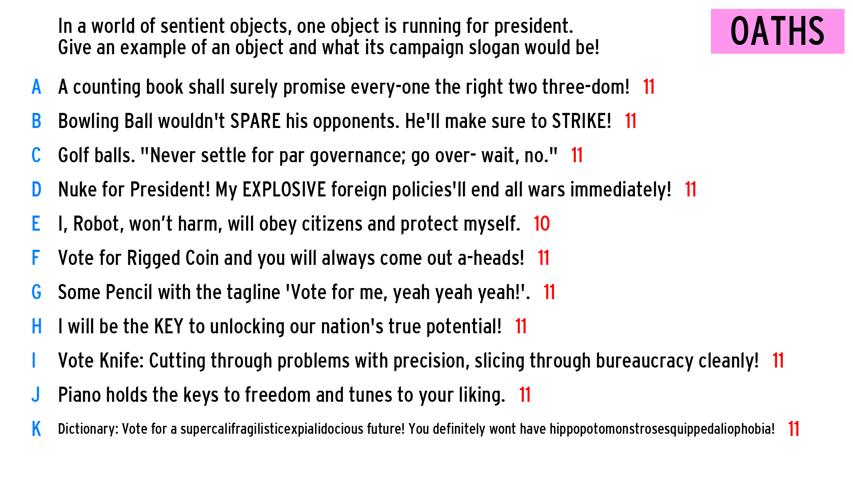 In a world of sentient objects, one object is running for president.
Give an example of an object and what its campaign slogan would be!
OATHS
A A counting book shall surely promise every-one the right two three-dom! 11
B Bowling Ball wouldn't SPARE his opponents. He'll make sure to STRIKE! 11
C Golf balls. "Never settle for par governance; go over- wait, no." 11
D Nuke for President! My EXPLOSIVE foreign policies'll end all wars immediately! 11
E I, Robot, won’t harm, will obey citizens and protect myself. 10
F Vote for Rigged Coin and you will always come out a-heads! 11
G Some Pencil with the tagline 'Vote for me, yeah yeah yeah!'. 11
H I will be the KEY to unlocking our nation's true potential! 11
I Vote Knife: Cutting through problems with precision, slicing through bureaucracy cleanly! 11
J Piano holds the keys to freedom and tunes to your liking. 11
K Dictionary: Vote for a supercalifragilisticexpialidocious future! You definitely wont have hippopotomonstrosesquippedaliophobia! 11